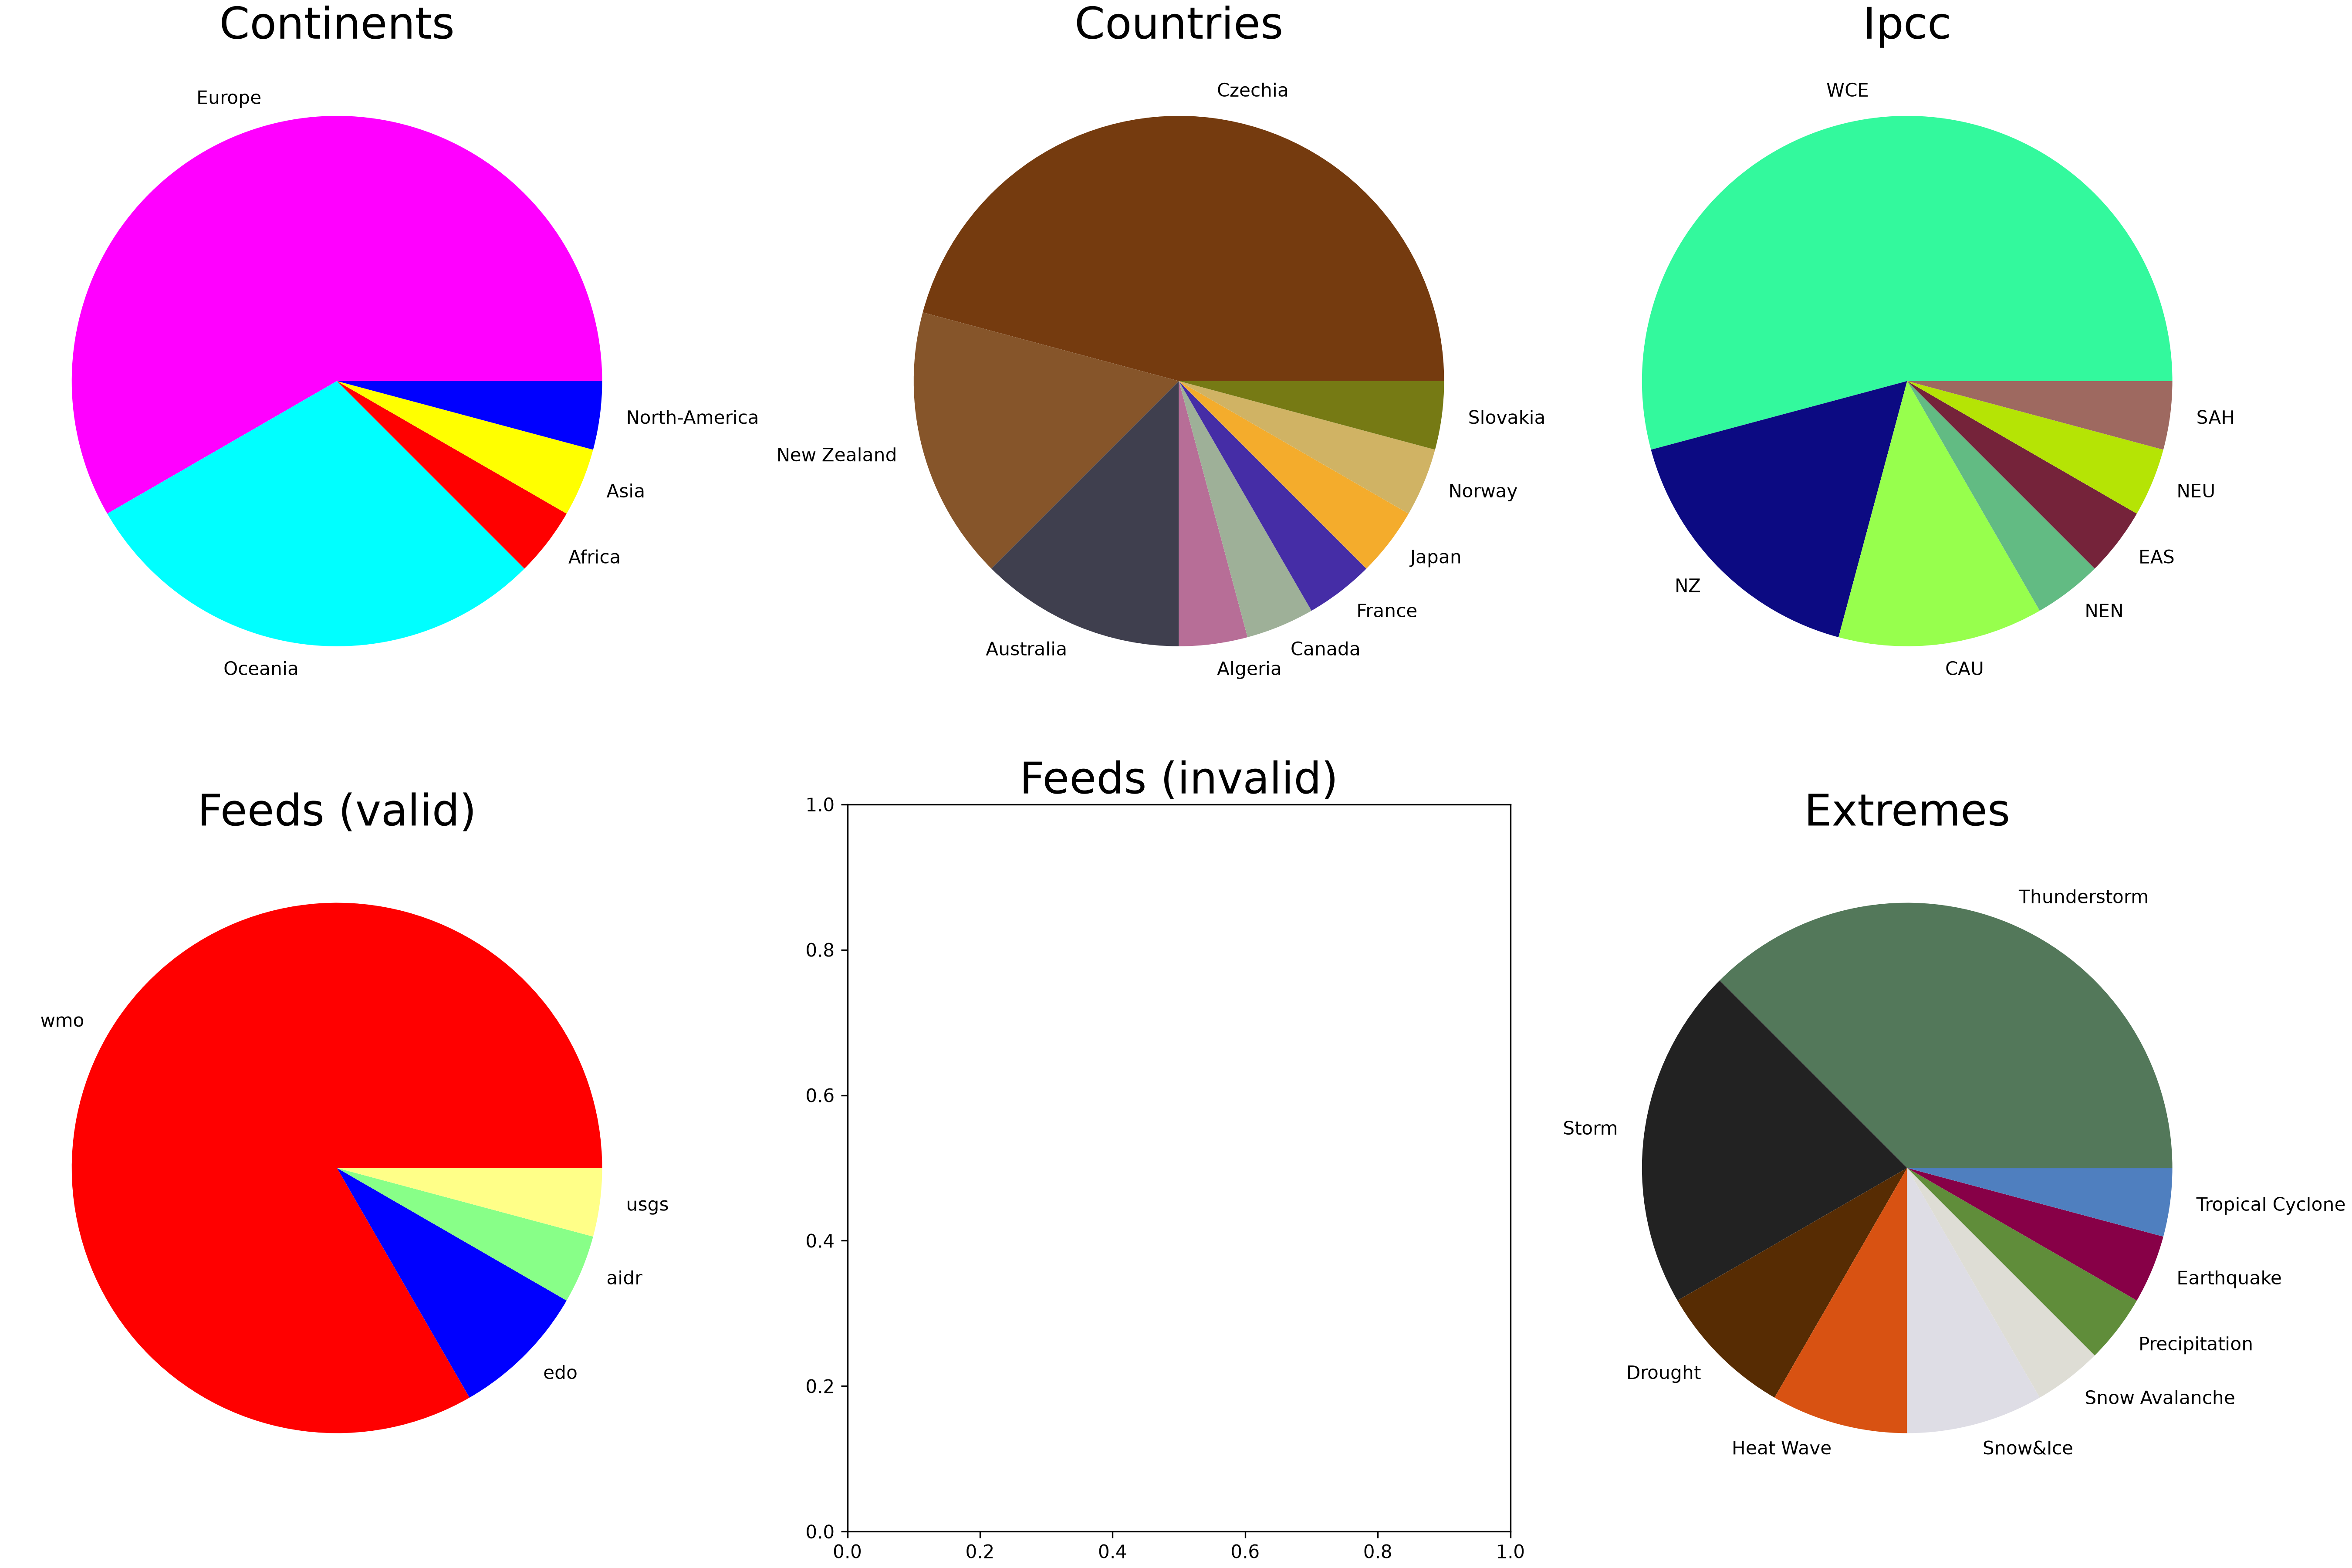 Continents
Europe
North-America
Asia
Africa
Oceania
Countries
Czechia
Slovakia
New Zealand
Norway
Japan
France
Australia
Canada
Algeria
Ipcc
WCE
SAH
NEU
EAS
NZ
NEN
CAU
Feeds (valid)
wmo
usgs
aidr
edo
Feeds (invalid)
1.0
0.8
0.6
0.4
0.2
0.0
0.0 0.2 0.4 0.6 0.8 1.0
Extremes
Thunderstorm
Storm
Tropical Cyclone
Earthquake
Precipitation
Drought
Snow Avalanche
Heat Wave
Snow&Ice